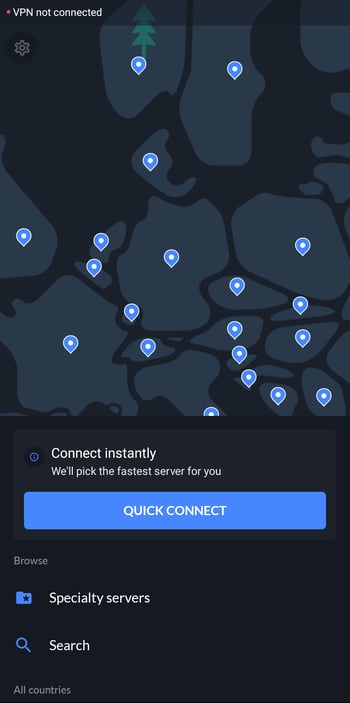 VPN not connected
Connect instantly
We'll pick the fastest server for you
QUICK CONNECT
Browse
Specialty servers
Search
All countries